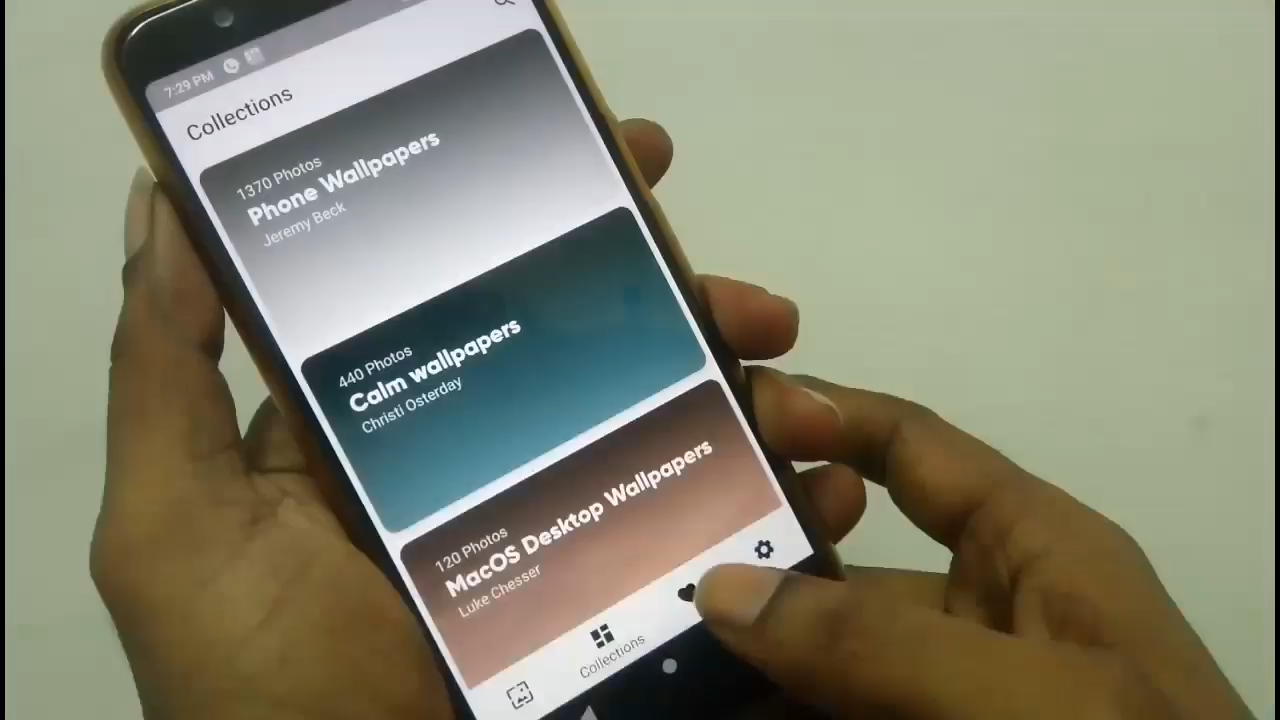 7:29 PM
Collections
1370 Photos
Phone Wallpapers
Jeremy Beck
440 Photos
Calm wallpapers
Christi Osterday
120 Photos
MacOS Desktop Wallpapers
Luke Chesser
Collections